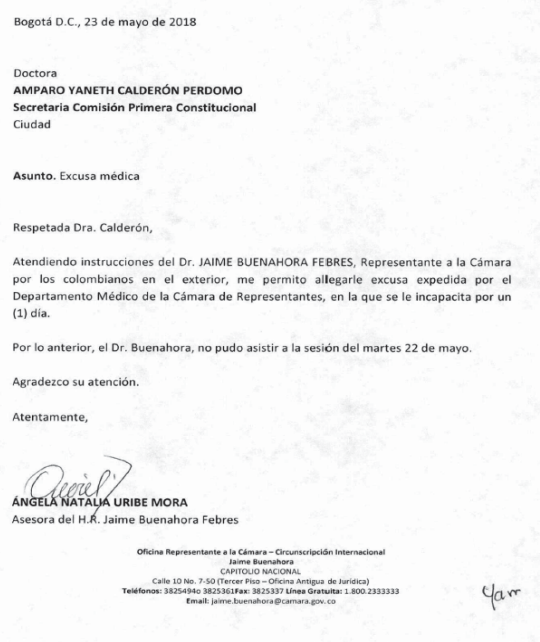 Bogotá D.C., 23 de mayo de 2018
Doctora
AMPARO YANETH CALDERÓN PERDOMO
Secretaria Comisión Primera Constitucional
Ciudad
Asunto. Excusa médica
Respetada Dra. Calderón,
Atendiendo instrucciones del Dr. JAIME BUENAHORA FEBRES, Representante a la Cámara
por los colombianos en el exterior, me permito allegarle excusa expedida por el
Departamento Médico de la Cámara de Representantes, en la que se le incapacita por un
(1) día.
Por lo anterior, el Dr. Buenahora, no pudo asistir a la sesión del martes 22 de mayo.
Agradezco su atención.
Atentamente,
ÁNGELA NATALIA URIBE MORA
Asesora del H.R. Jaime Buenahora Febres
Oficina Representante a la Cámara – Circunscripción Internacional
Jaime Buenahora
CAPITOLIO NACIONAL
Calle 10 No. 7-50 (Tercer Piso – Oficina Antigua de Jurídica)
Teléfonos: 3825494o 3825361Fax: 3825337 Línea Gratuita: 1.800.2333333
Email: jaime.buenahora@camara.gov.co